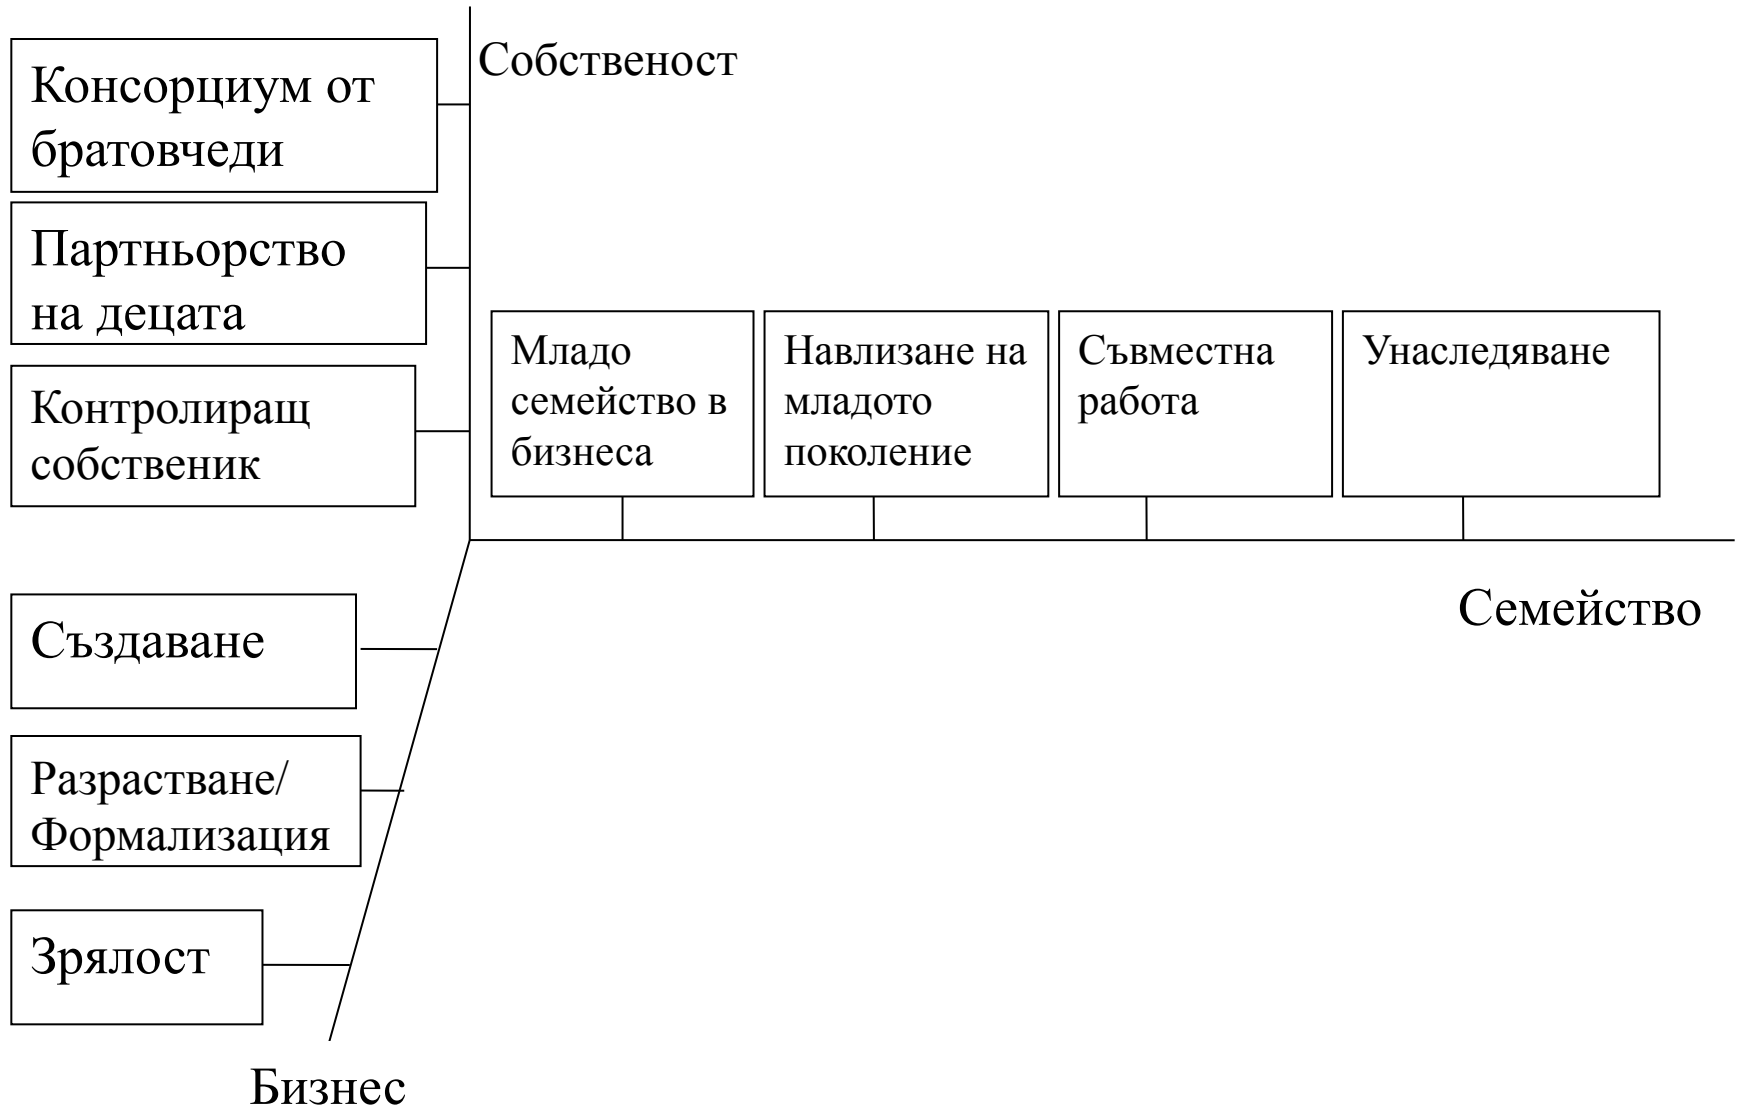 Собственост
Консорциум от
братовчеди
Партньорство
на децата
Контролиращ
собственик
Младо
семейство в
бизнеса
Навлизане на
младото
поколение
Съвместна
работа
Унаследяване
Семейство
Създаване
Разрастване/
Формализация
Зрялост
Бизнес